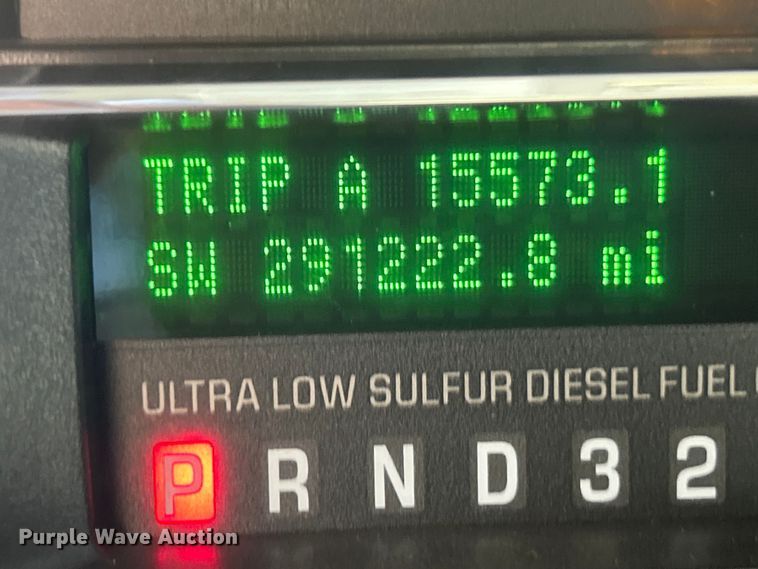 TRIP A 15573.1
SW 291222.8 mi
ULTRA LOW SULFUR DIESEL FUEL
P R N D 3 2
Purple Wave Auction